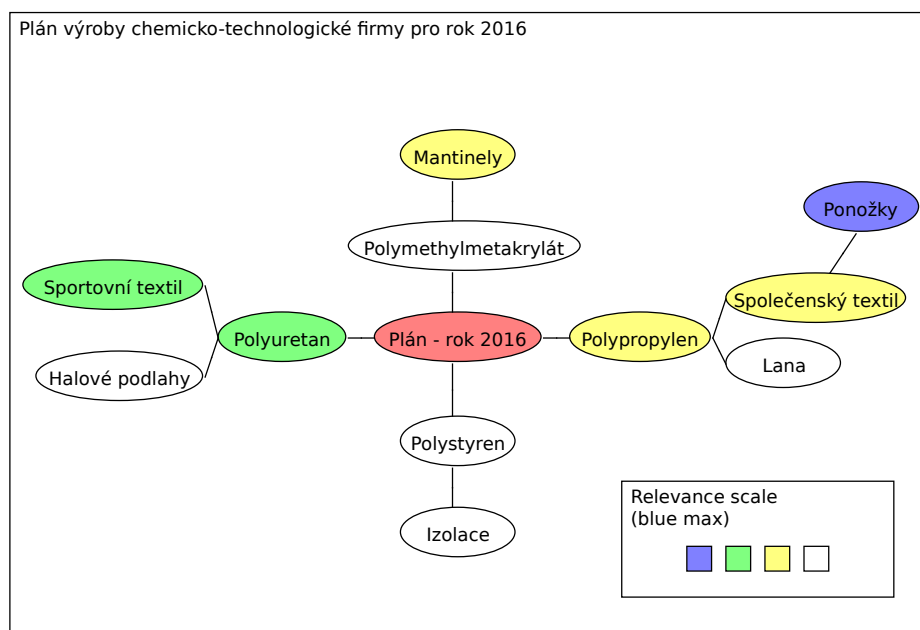 Plán výroby chemicko-technologické firmy pro rok 2016
Mantinely
Ponožky
Polymethylmetakrylát
Sportovní textil
Společenský textil
Polyuretan
Plán - rok 2016
Polypropylen
Halové podlahy
Lana
Polystyren
Izolace
Relevance scale
(blue max)